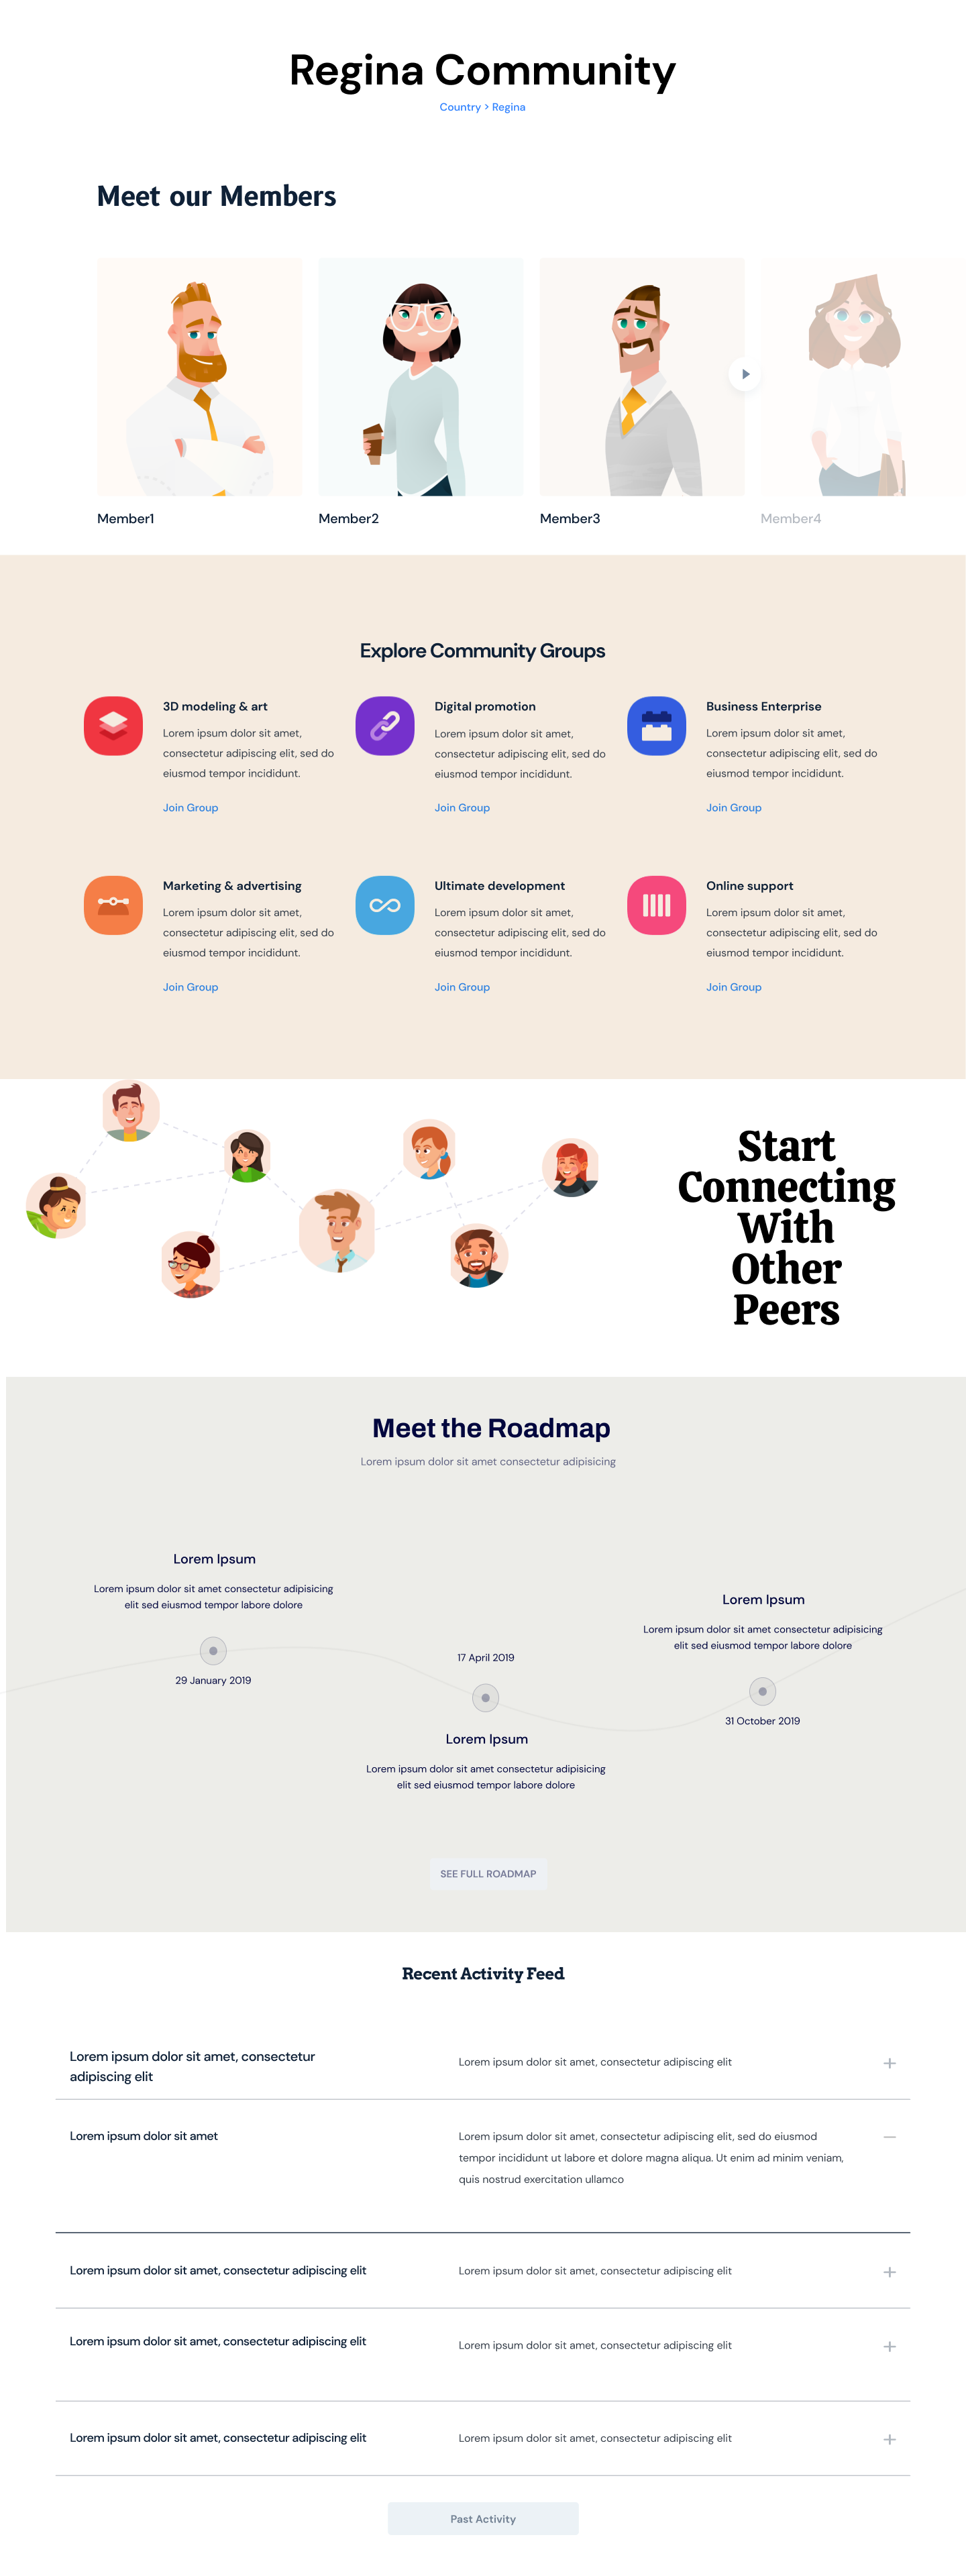 Regina Community
Country > Regina
Meet our Members
Member1
Member2
Member3
Member4
Explore Community Groups
3D modeling & art
Lorem ipsum dolor sit amet,
consectetur adipiscing elit, sed do
eiusmod tempor incididunt.
Join Group
Digital promotion
Lorem ipsum dolor sit amet,
consectetur adipiscing elit, sed do
eiusmod tempor incididunt.
Join Group
Business Enterprise
Lorem ipsum dolor sit amet,
consectetur adipiscing elit, sed do
eiusmod tempor incididunt.
Join Group
Marketing & advertising
Lorem ipsum dolor sit amet,
consectetur adipiscing elit, sed do
eiusmod tempor incididunt.
Join Group
Ultimate development
Lorem ipsum dolor sit amet,
consectetur adipiscing elit, sed do
eiusmod tempor incididunt.
Join Group
Online support
Lorem ipsum dolor sit amet,
consectetur adipiscing elit, sed do
eiusmod tempor incididunt.
Join Group
Start
Connecting
With
Other
Peers
Meet the Roadmap
Lorem ipsum dolor sit amet consectetur adipisicing
Lorem Ipsum
Lorem ipsum dolor sit amet consectetur adipisicing
elit sed eiusmod tempor labore dolore
29 January 2019
17 April 2019
Lorem Ipsum
Lorem ipsum dolor sit amet consectetur adipisicing
elit sed eiusmod tempor labore dolore
Lorem Ipsum
Lorem ipsum dolor sit amet consectetur adipisicing
elit sed eiusmod tempor labore dolore
31 October 2019
SEE FULL ROADMAP
Recent Activity Feed
Lorem ipsum dolor sit amet, consectetur
adipiscing elit
Lorem ipsum dolor sit amet, consectetur adipiscing elit
Lorem ipsum dolor sit amet
Lorem ipsum dolor sit amet, consectetur adipiscing elit, sed do eiusmod
tempor incididunt ut labore et dolore magna aliqua. Ut enim ad minim veniam,
quis nostrud exercitation ullamco
Lorem ipsum dolor sit amet, consectetur adipiscing elit
Lorem ipsum dolor sit amet, consectetur adipiscing elit
Lorem ipsum dolor sit amet, consectetur adipiscing elit
Lorem ipsum dolor sit amet, consectetur adipiscing elit
Lorem ipsum dolor sit amet, consectetur adipiscing elit
Lorem ipsum dolor sit amet, consectetur adipiscing elit
Past Activity